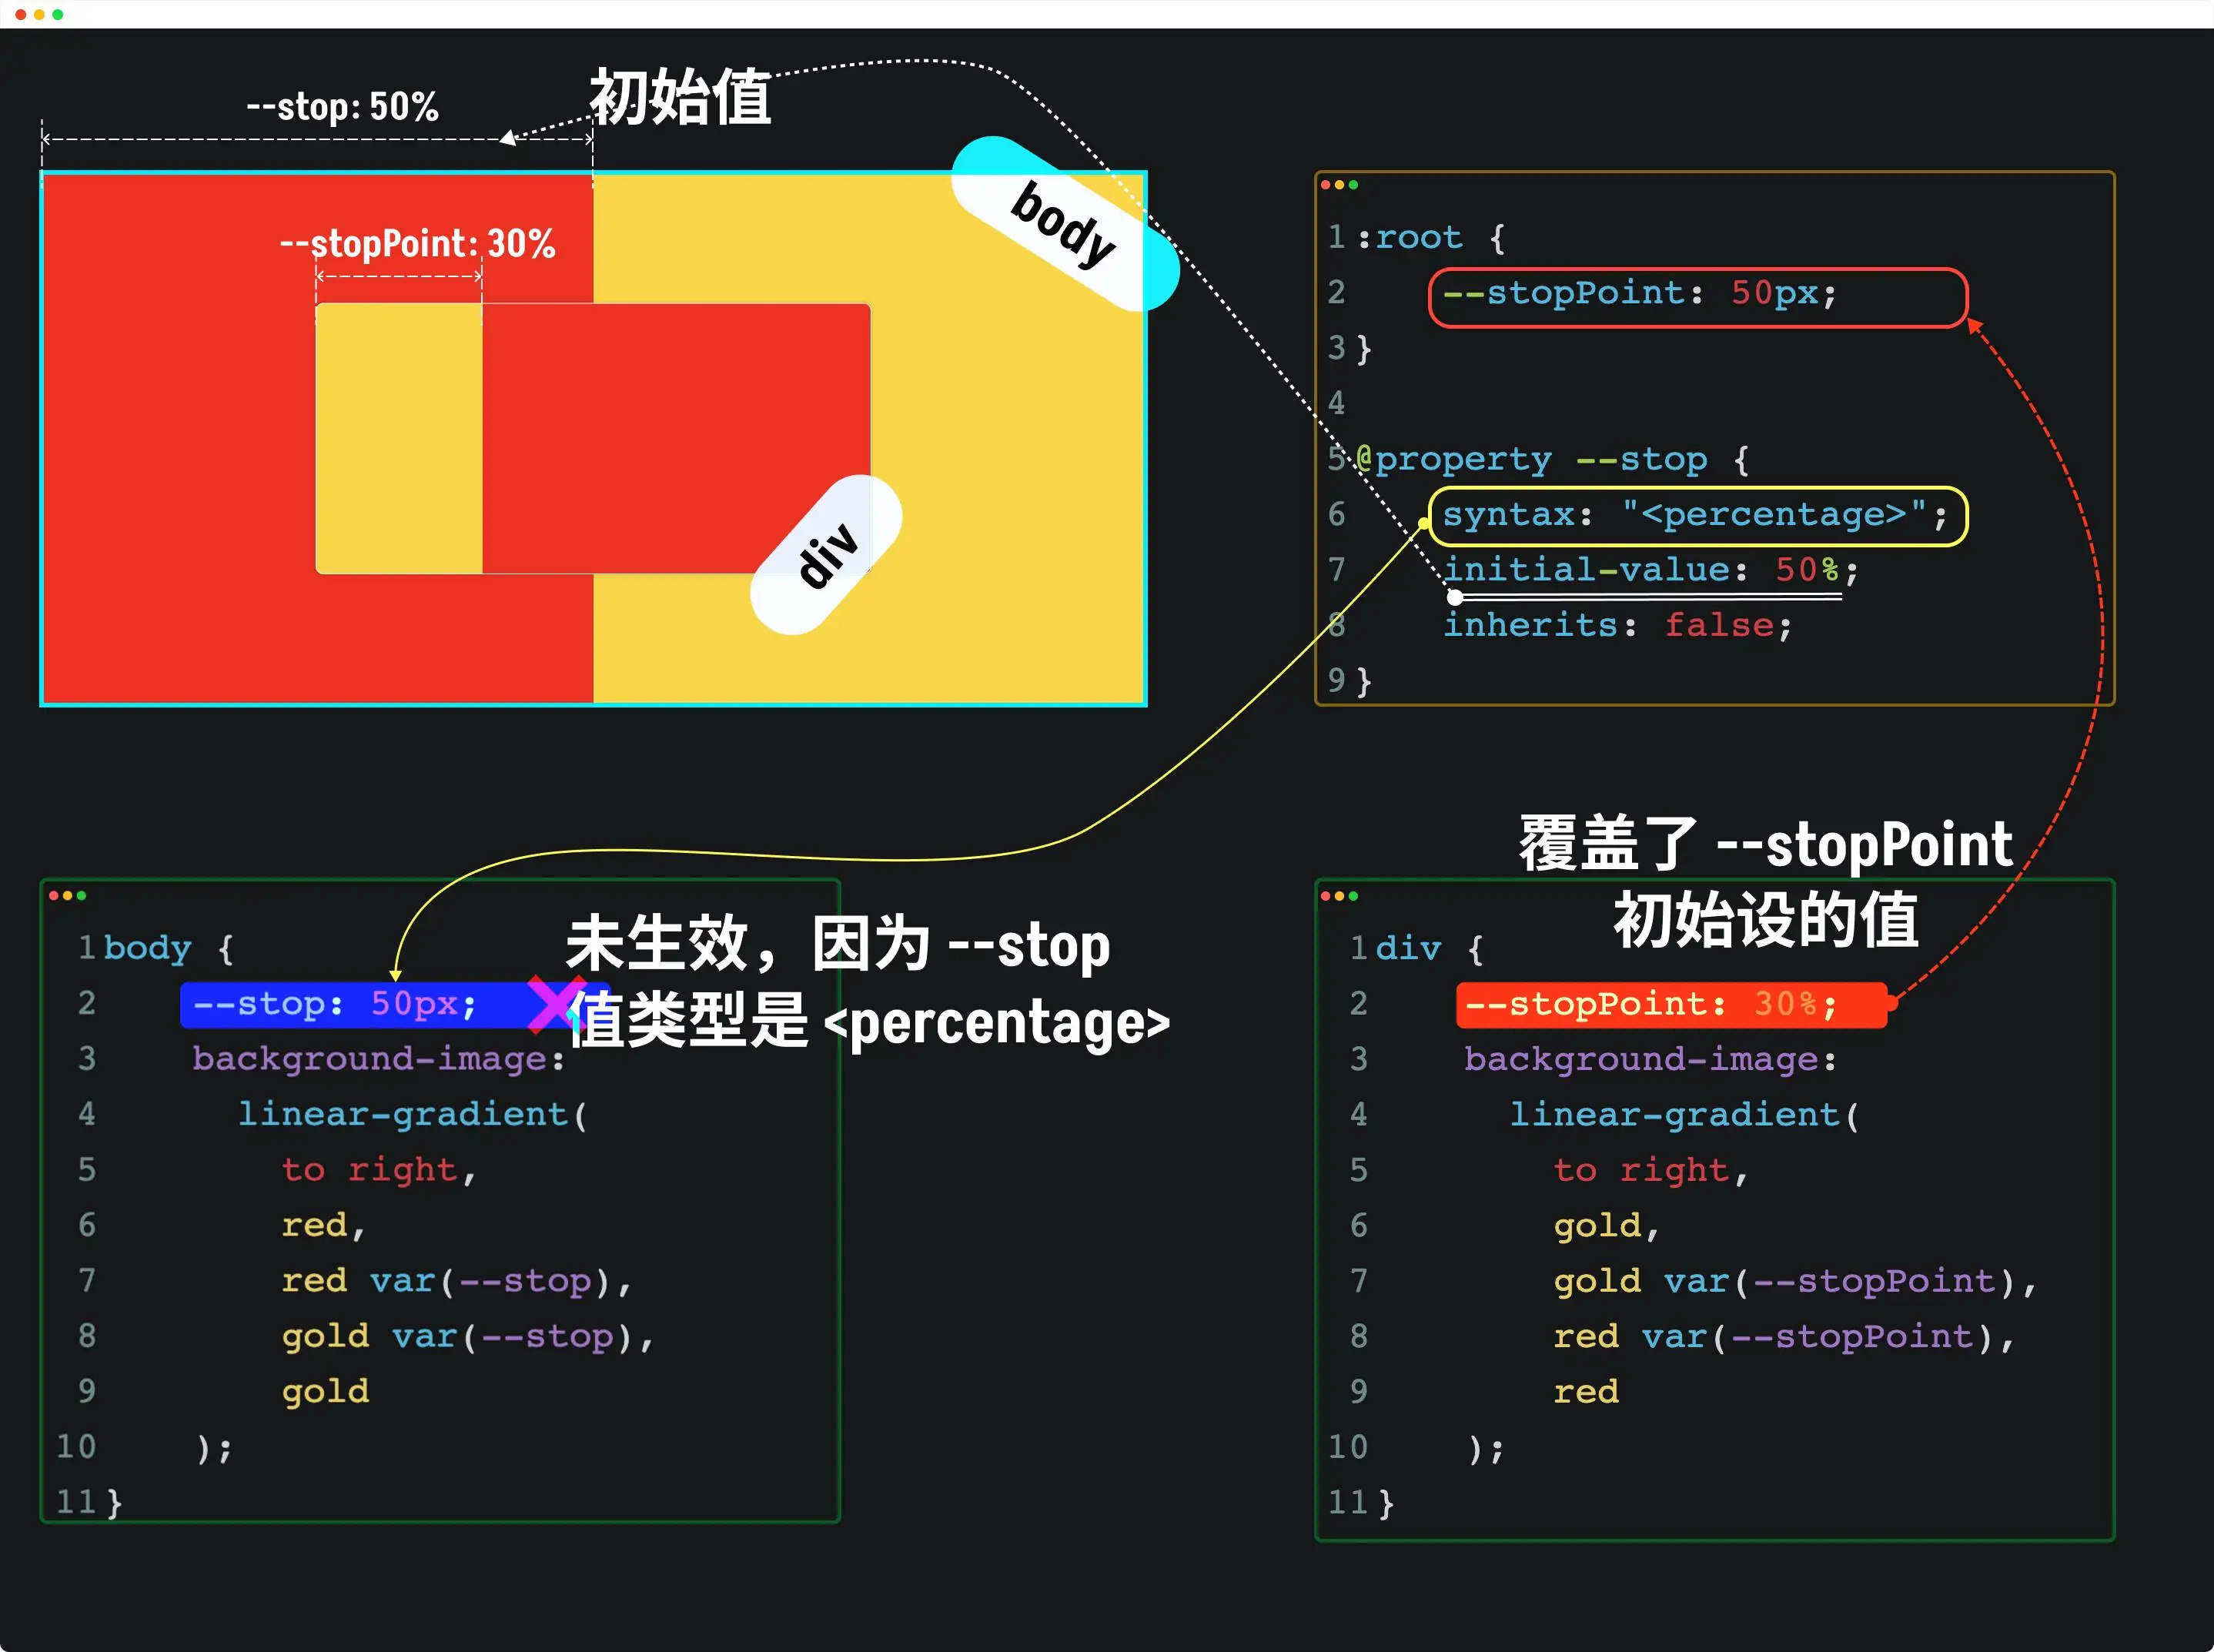 初始值
--stop: 50%
body
--stopPoint: 30%
div
1 :root {
2 --stopPoint: 50px;
3 }
4
5 @property --stop {
6 syntax: "<percentage>";
7 initial-value: 50%;
8 inherits: false;
9 }
未生效，因为 --stop
值类型是 <percentage>
1 body {
2 --stop: 50px;
3 background-image:
4 linear-gradient(
5 to right,
6 red,
7 red var(--stop),
8 gold var(--stop),
9 gold
10 );
11 }
覆盖了 --stopPoint
初始设的值
1 div {
2 --stopPoint: 30%;
3 background-image:
4 linear-gradient(
5 to right,
6 gold,
7 gold var(--stopPoint),
8 red var(--stopPoint),
9 red
10 );
11 }